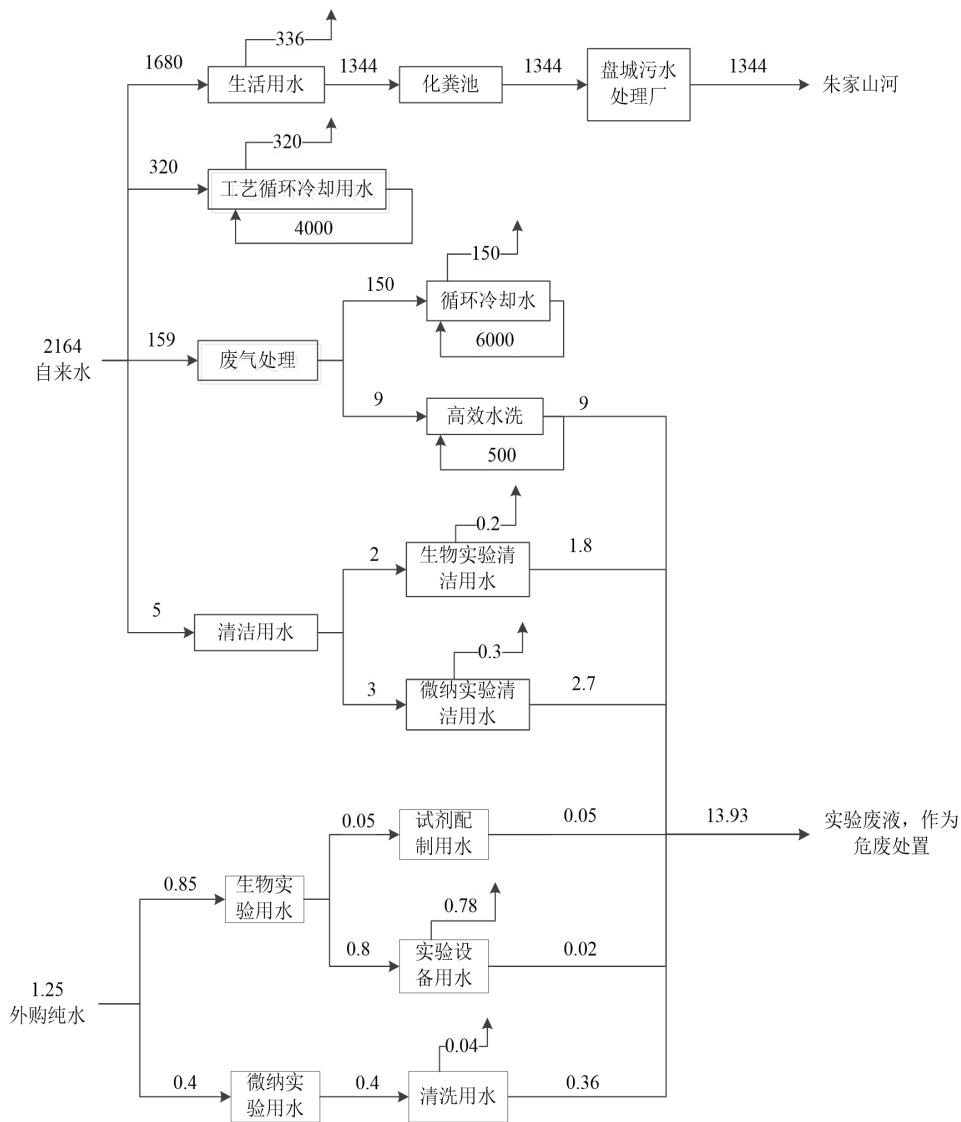 336
1680
生活用水
1344
化粪池
1344
盘城污水
处理厂
1344
朱家山河
320
320
工艺循环冷却用水
4000
150
150
循环冷却水
6000
2164
自来水
159
废气处理
9
高效水洗
9
500
0.2
2
生物实验清
洁用水
1.8
5
清洁用水
0.3
3
微纳实验清
洁用水
2.7
0.05
试剂配
制用水
0.05
13.93
实验废液，作为
危废处置
0.85
生物实
验用水
0.78
0.8
实验设
备用水
0.02
1.25
外购纯水
0.04
0.4
微纳实
验用水
0.4
清洗用水
0.36